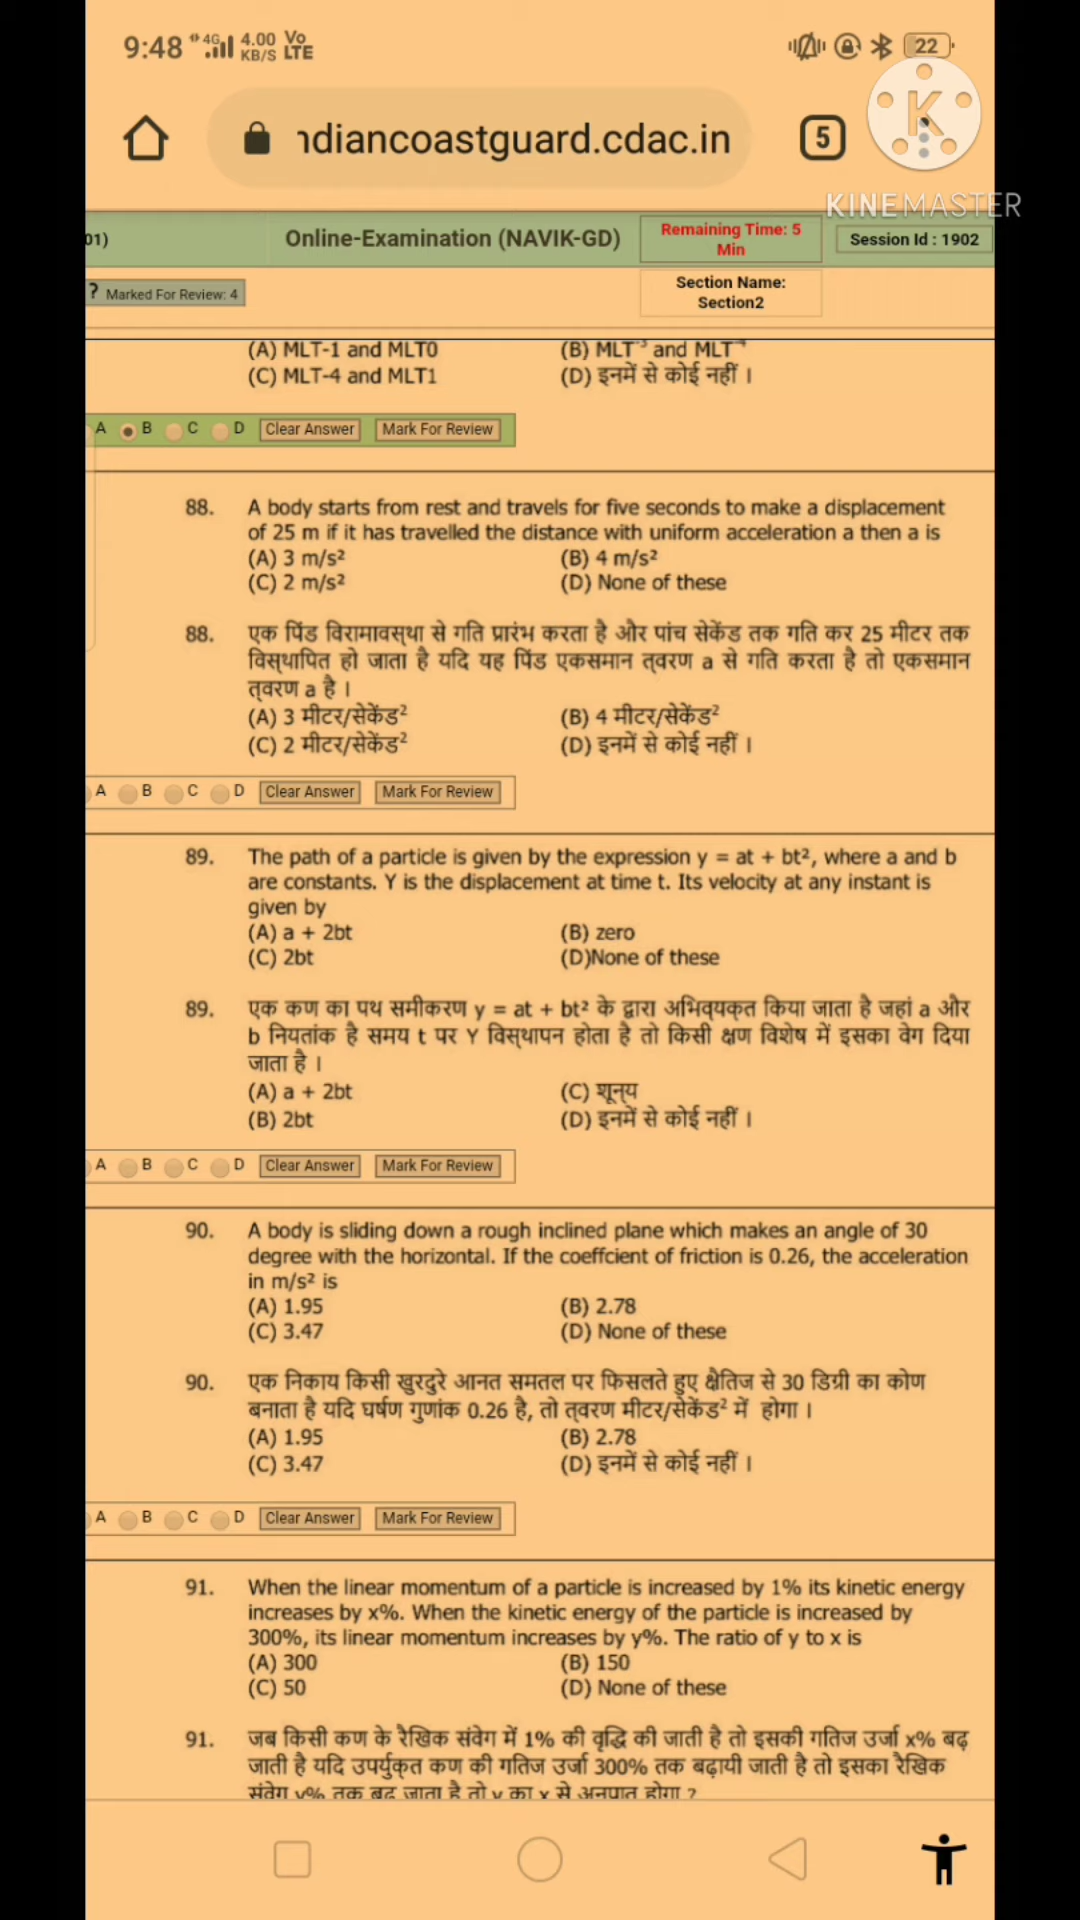 9:48 4G 4.00 KB/S Vo LTE 22
ndiancoastguard.cdac.in 5
K
KINEMASTER
01) Online-Examination (NAVIK-GD) Remaining Time: 5 Min Session Id : 1902
? Marked For Review: 4 Section Name: Section2
(A) MLT-1 and MLT0 (B) MLT⁻³ and MLT⁻⁴
(C) MLT-4 and MLT1 (D) इनमें से कोई नहीं ।
A B C D Clear Answer Mark For Review
88. A body starts from rest and travels for five seconds to make a displacement
of 25 m if it has travelled the distance with uniform acceleration a then a is
(A) 3 m/s² (B) 4 m/s²
(C) 2 m/s² (D) None of these
88. एक पिंड विरामावस्था से गति प्रारंभ करता है और पांच सेकेंड तक गति कर 25 मीटर तक
विस्थापित हो जाता है यदि यह पिंड एकसमान त्वरण a से गति करता है तो एकसमान
त्वरण a है ।
(A) 3 मीटर/सेकेंड² (B) 4 मीटर/सेकेंड²
(C) 2 मीटर/सेकेंड² (D) इनमें से कोई नहीं ।
A B C D Clear Answer Mark For Review
89. The path of a particle is given by the expression y = at + bt², where a and b
are constants. Y is the displacement at time t. Its velocity at any instant is
given by
(A) a + 2bt (B) zero
(C) 2bt (D)None of these
89. एक कण का पथ समीकरण y = at + bt² के द्वारा अभिव्यक्त किया जाता है जहां a और
b नियतांक है समय t पर Y विस्थापन होता है तो किसी क्षण विशेष में इसका वेग दिया
जाता है ।
(A) a + 2bt (C) शून्य
(B) 2bt (D) इनमें से कोई नहीं ।
A B C D Clear Answer Mark For Review
90. A body is sliding down a rough inclined plane which makes an angle of 30
degree with the horizontal. If the coeffcient of friction is 0.26, the acceleration
in m/s² is
(A) 1.95 (B) 2.78
(C) 3.47 (D) None of these
90. एक निकाय किसी खुरदुरे आनत समतल पर फिसलते हुए क्षैतिज से 30 डिग्री का कोण
बनाता है यदि घर्षण गुणांक 0.26 है, तो त्वरण मीटर/सेकेंड² में होगा ।
(A) 1.95 (B) 2.78
(C) 3.47 (D) इनमें से कोई नहीं ।
A B C D Clear Answer Mark For Review
91. When the linear momentum of a particle is increased by 1% its kinetic energy
increases by x%. When the kinetic energy of the particle is increased by
300%, its linear momentum increases by y%. The ratio of y to x is
(A) 300 (B) 150
(C) 50 (D) None of these
91. जब किसी कण के रैखिक संवेग में 1% की वृद्धि की जाती है तो इसकी गतिज उर्जा x% बढ़
जाती है यदि उपर्युक्त कण की गतिज उर्जा 300% तक बढ़ायी जाती है तो इसका रैखिक
संवेग y% तक बढ़ जाता है तो y का x से अनुपात होगा ?